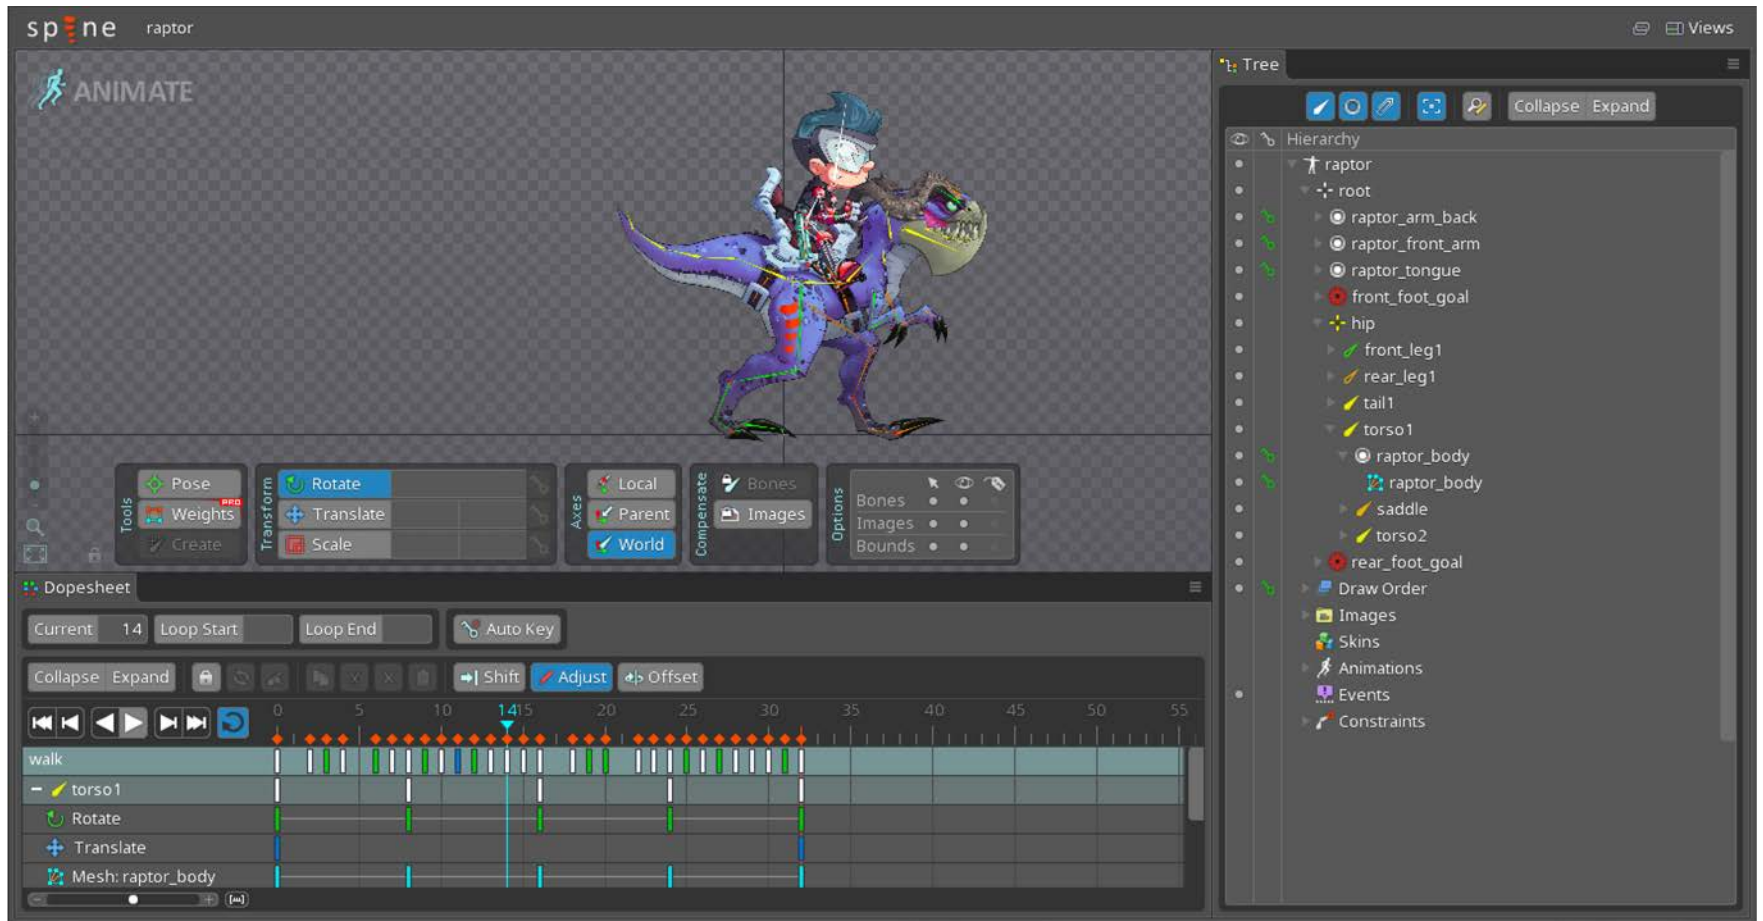 spine raptor Views
ANIMATE
Tree
Collapse Expand
Hierarchy
raptor
root
raptor_arm_back
raptor_front_arm
raptor_tongue
front_foot_goal
hip
front_leg1
rear_leg1
tail1
torso1
raptor_body
raptor_body
saddle
torso2
rear_foot_goal
Draw Order
Images
Skins
Animations
Events
Constraints
Tools
Pose
PRO
Weights
Create
Transform
Rotate
Translate
Scale
Axes
Local
Parent
World
Compensate
Bones
Images
Options
Bones
Images
Bounds
Dopesheet
Current 14 Loop Start Loop End Auto Key
Collapse Expand Shift Adjust Offset
0 5 10 14 15 20 25 30 35 40 45 50 55
walk
torso1
Rotate
Translate
Mesh: raptor_body